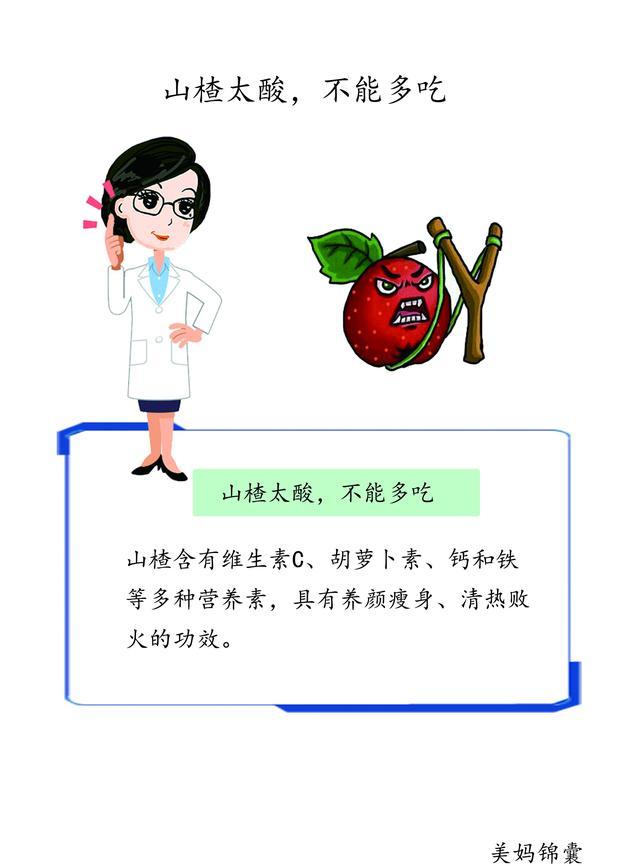 山楂太酸，不能多吃
山楂太酸，不能多吃
山楂含有维生素C、胡萝卜素、钙和铁
等多种营养素，具有养颜瘦身、清热败
火的功效。
美妈锦囊